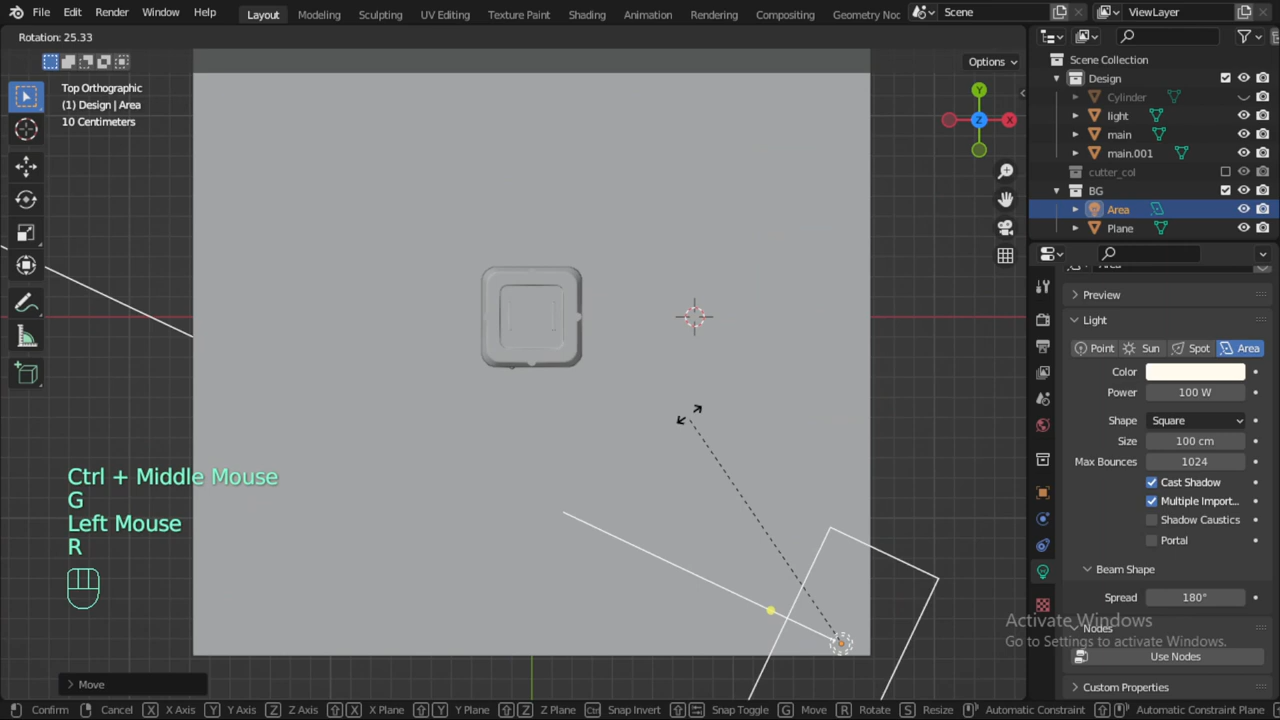 File Edit Render Window Help Layout Modeling Sculpting UV Editing Texture Paint Shading Animation Rendering Compositing Geometry Noc Scene ViewLayer
Rotation: 25.33
Options
Top Orthographic
(1) Design | Area
10 Centimeters
Y
X
Z
Scene Collection
Design
Cylinder
light
main
main.001
cutter_col
BG
Area
Plane
Preview
Light
Point Sun Spot Area
Color
Power 100 W
Shape Square
Size 100 cm
Max Bounces 1024
Cast Shadow
Multiple Import...
Shadow Caustics
Portal
Beam Shape
Spread 180°
Nodes
Use Nodes
Custom Properties
Activate Windows
Go to Settings to activate Windows.
Ctrl + Middle Mouse
G
Left Mouse
R
Move
Confirm Cancel X X Axis Y Y Axis Z Z Axis X X Plane Y Y Plane Z Z Plane Ctrl Snap Invert Snap Toggle G Move R Rotate S Resize Automatic Constraint Automatic Constraint